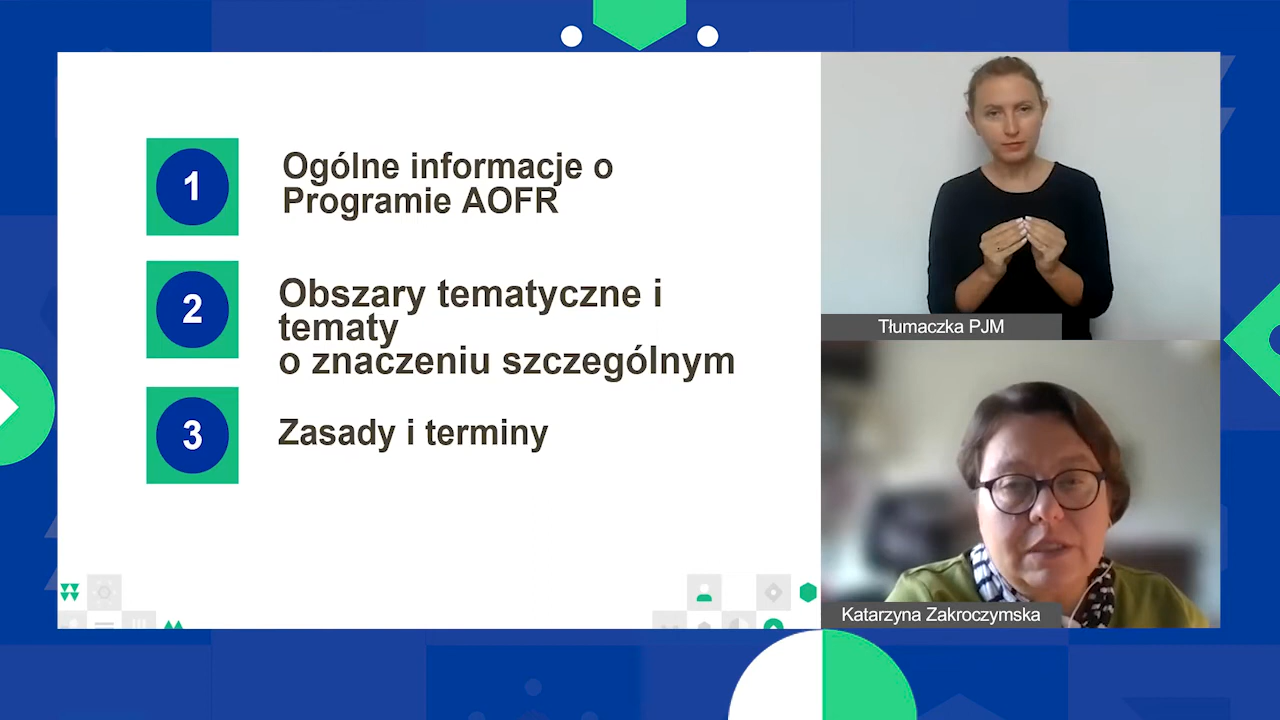 1
Ogólne informacje o
Programie AOFR
2
Obszary tematyczne i
tematy
o znaczeniu szczególnym
3
Zasady i terminy
Tłumaczka PJM
Katarzyna Zakroczymska